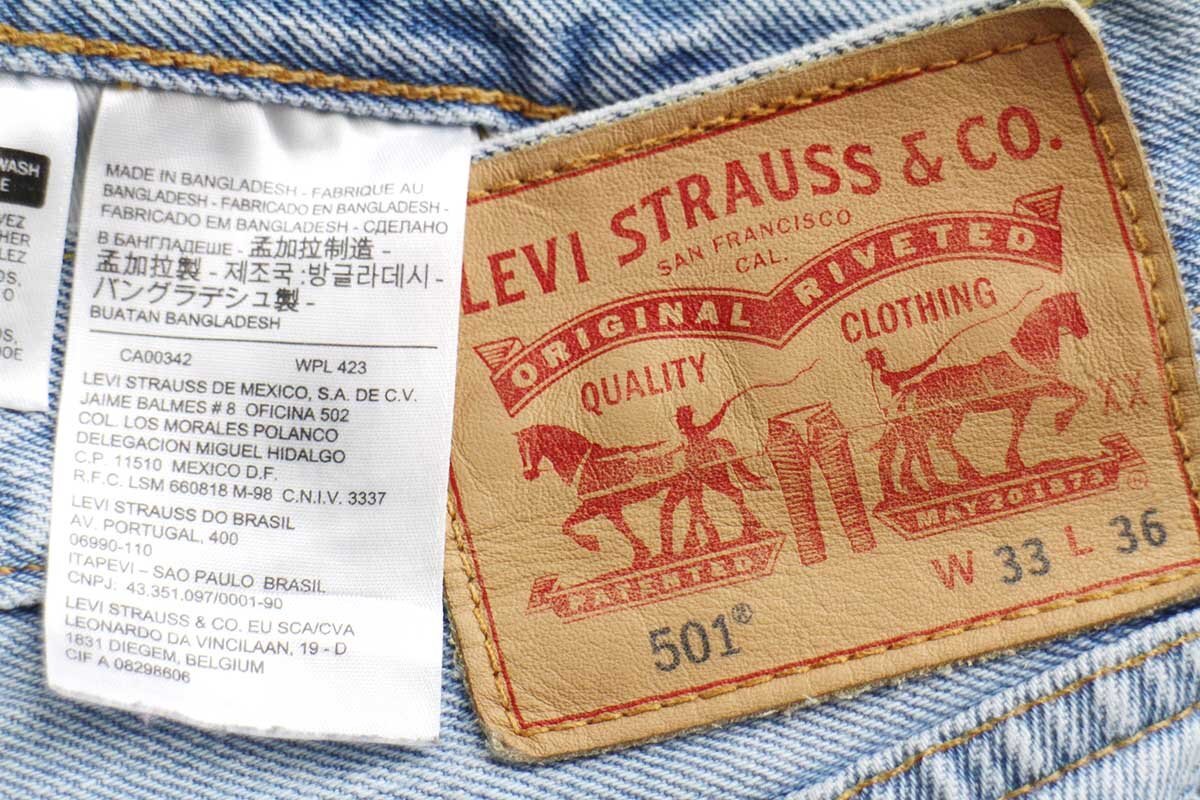 WASH
MADE IN BANGLADESH - FABRIQUE AU
BANGLADESH - FABRICADO EN BANGLADESH -
FABRICADO EM BANGLADESH - СДЕЛАНО
В БАНГЛАДЕШЕ - 孟加拉制造 -
孟加拉製 - 제조국 :방글라데시 -
バングラデシュ製 -
BUATAN BANGLADESH
CA00342 WPL 423
LEVI STRAUSS DE MEXICO, S.A. DE C.V.
JAIME BALMES # 8 OFICINA 502
COL. LOS MORALES POLANCO
DELEGACION MIGUEL HIDALGO
C.P. 11510 MEXICO D.F.
R.F.C. LSM 660818 M-98 C.N.I.V. 3337
LEVI STRAUSS DO BRASIL
AV. PORTUGAL, 400
06990-110
ITAPEVI – SAO PAULO BRASIL
CNPJ: 43.351.097/0001-90
LEVI STRAUSS & CO. EU SCA/CVA
LEONARDO DA VINCILAAN, 19 - D
1831 DIEGEM, BELGIUM
CIF A 08298606
LEVI STRAUSS & CO.
SAN FRANCISCO
CAL.
ORIGINAL RIVETED
QUALITY CLOTHING
XX
PATENTED MAY 20 1873 ®
501® W 33 L 36